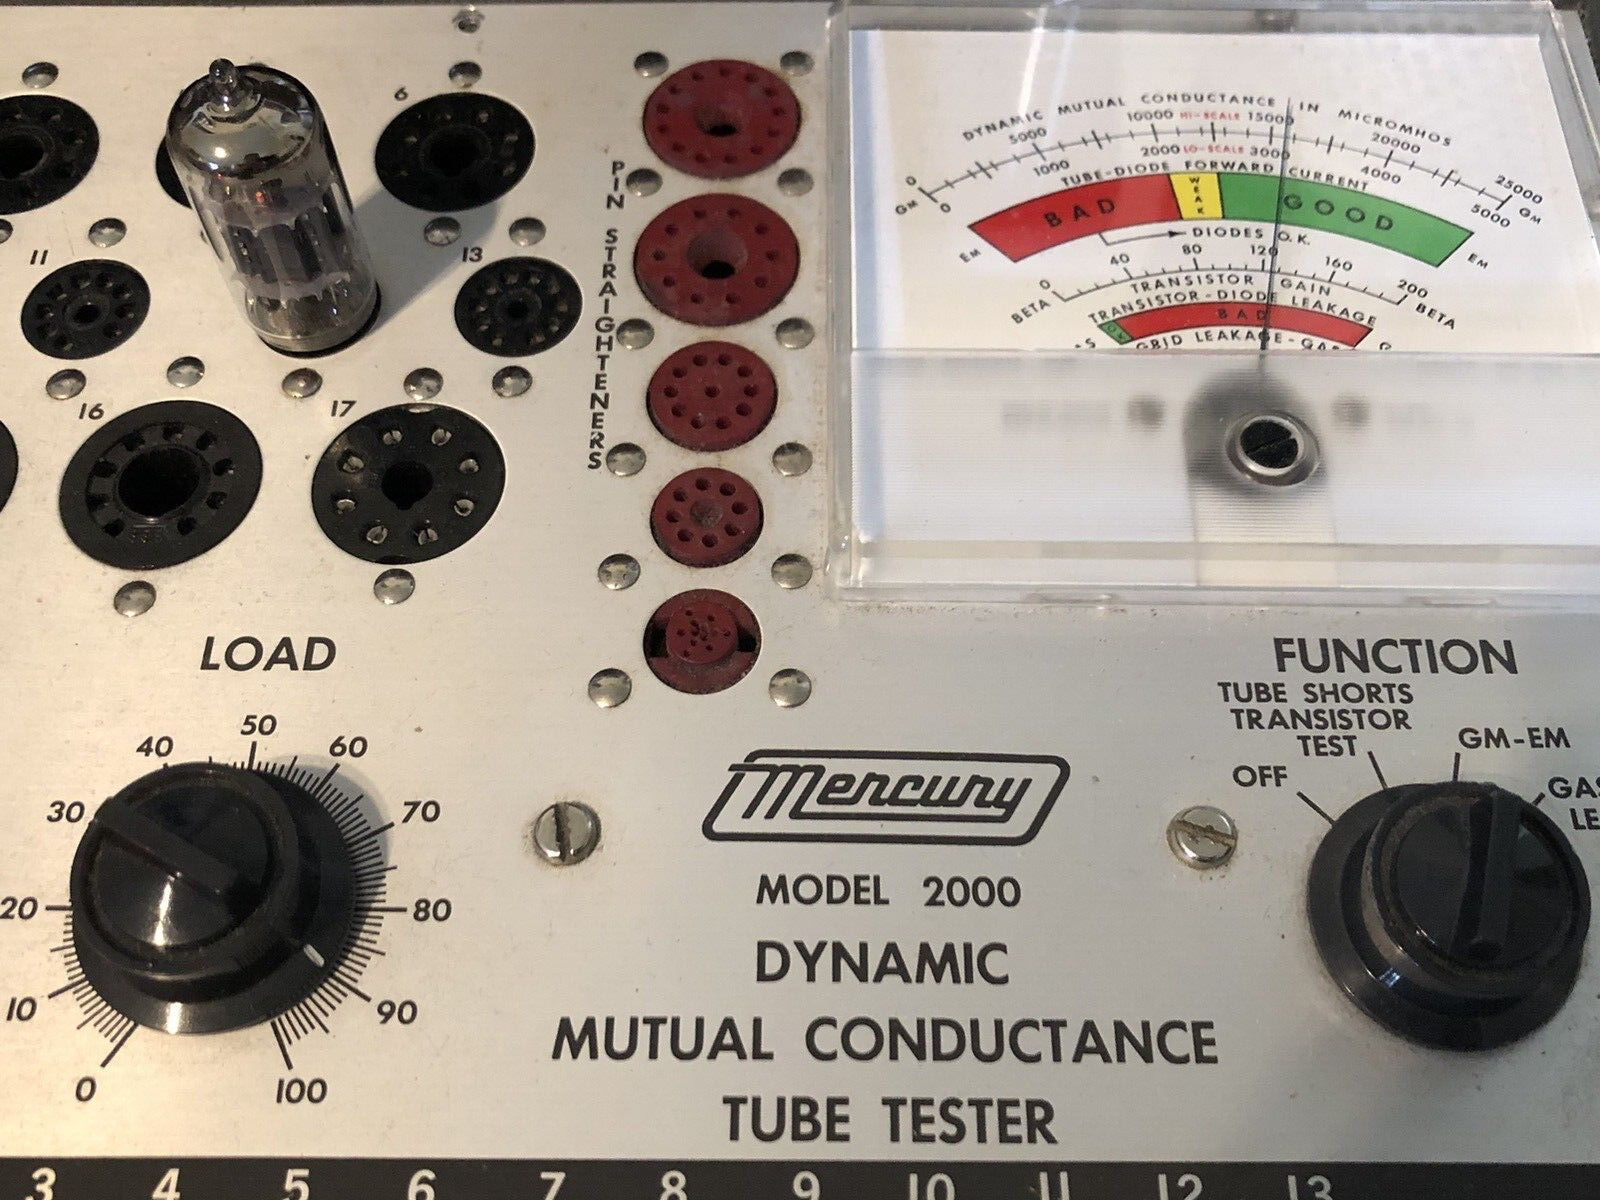 6
11
13
16
17
PIN STRAIGHTENERS
DYNAMIC MUTUAL CONDUCTANCE IN MICROMHOS
0 5000 10000 HI-SCALE 15000 20000 25000
GM 0 1000 2000 LO-SCALE 3000 4000 5000 GM
TUBE-DIODE FORWARD CURRENT
BAD WEAK GOOD
EM DIODES O.K. EM
0 40 80 120 160 200
BETA TRANSISTOR GAIN BETA
TRANSISTOR-DIODE LEAKAGE
BAD
GRID LEAKAGE-GAS
LOAD
0 10 20 30 40 50 60 70 80 90 100
Mercury
MODEL 2000
DYNAMIC
MUTUAL CONDUCTANCE
TUBE TESTER
FUNCTION
TUBE SHORTS
TRANSISTOR
TEST
OFF
GM-EM
GAS
LE
3 4 5 6 7 8 9 10 11 12 13